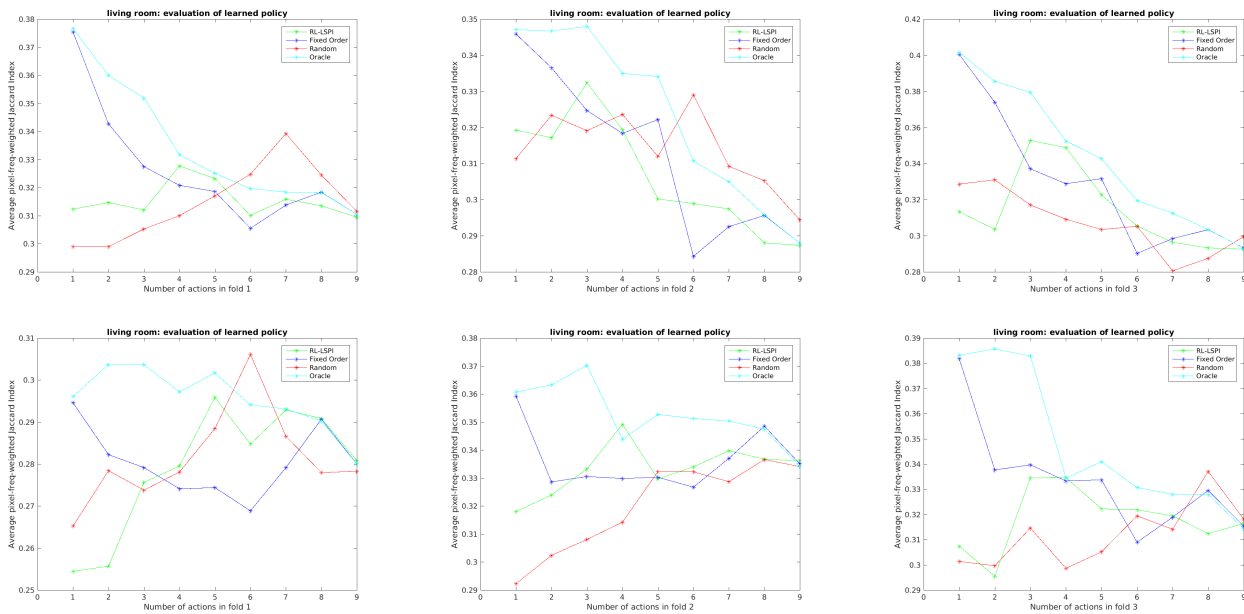 living room: evaluation of learned policy
0.38
0.37
0.36
0.35
0.34
0.33
0.32
0.31
0.3
0.29
Average pixel-freq-weighted Jaccard Index
RL-LSPI
Fixed Order
Random
Oracle
0 1 2 3 4 5 6 7 8 9
Number of actions in fold 1
living room: evaluation of learned policy
0.35
0.34
0.33
0.32
0.31
0.3
0.29
0.28
Average pixel-freq-weighted Jaccard Index
RL-LSPI
Fixed Order
Random
Oracle
0 1 2 3 4 5 6 7 8 9
Number of actions in fold 2
living room: evaluation of learned policy
0.42
0.4
0.38
0.36
0.34
0.32
0.3
0.28
Average pixel-freq-weighted Jaccard Index
RL-LSPI
Fixed Order
Random
Oracle
0 1 2 3 4 5 6 7 8 9
Number of actions in fold 3
living room: evaluation of learned policy
0.31
0.3
0.29
0.28
0.27
0.26
0.25
Average pixel-freq-weighted Jaccard Index
RL-LSPI
Fixed Order
Random
Oracle
0 1 2 3 4 5 6 7 8 9
Number of actions in fold 1
living room: evaluation of learned policy
0.38
0.37
0.36
0.35
0.34
0.33
0.32
0.31
0.3
0.29
Average pixel-freq-weighted Jaccard Index
RL-LSPI
Fixed Order
Random
Oracle
0 1 2 3 4 5 6 7 8 9
Number of actions in fold 2
living room: evaluation of learned policy
0.39
0.38
0.37
0.36
0.35
0.34
0.33
0.32
0.31
0.3
0.29
Average pixel-freq-weighted Jaccard Index
RL-LSPI
Fixed Order
Random
Oracle
0 1 2 3 4 5 6 7 8 9
Number of actions in fold 3